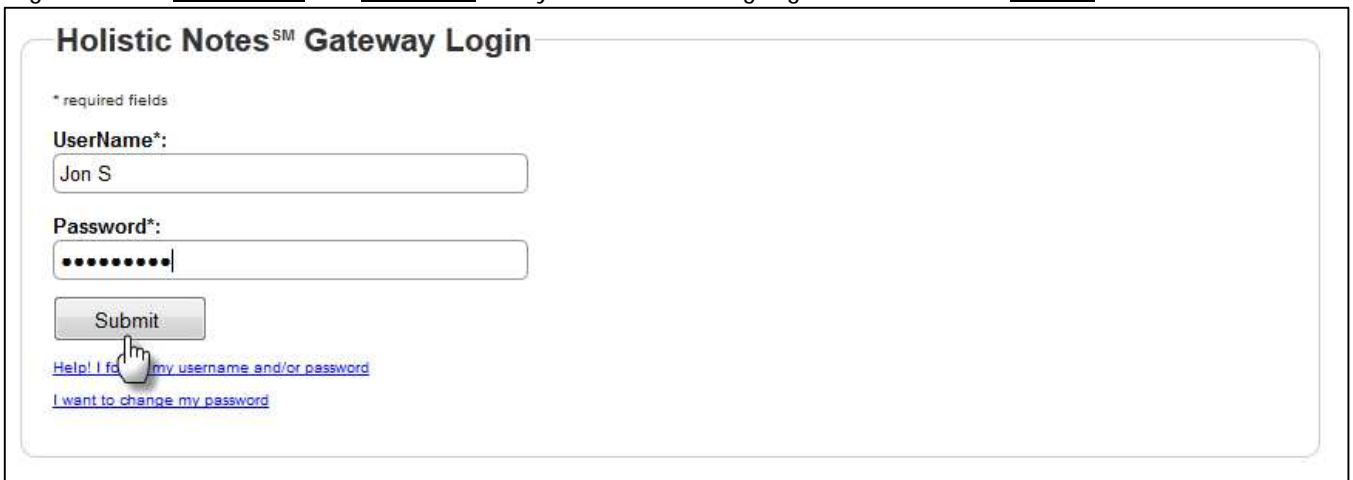 Holistic Notes℠ Gateway Login
* required fields
UserName*:
Jon S
Password*:
•••••••••
Submit
Help! I my username and/or password
I want to change my password